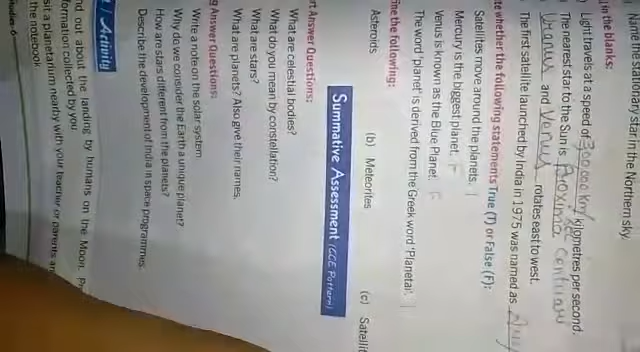 Name the stationary star in the Northern sky.
in the blanks:
Light travels at a speed of 300,000 km/ kilometres per second.
The nearest star to the Sun is Proxima
Uranus and Venus rotates east to west.
The first satellite launched by India in 1975 was named as
te whether the following statements True (T) or False (F):
Satellites move around the planets.
Mercury is the biggest planet. F
Venus is known as the Blue Planet. F
The word 'planet' is derived from the Greek word 'Planetai'.
ine the following:
Asteroids (b) Meteorites (c) Satellit
Summative Assessment (CCE Pattern)
rt Answer Questions:
What are celestial bodies?
What do you mean by constellation?
What are stars?
What are planets? Also give their names.
g Answer Questions:
Write a note on the solar system.
Why do we consider the Earth a unique planet?
How are stars different from the planets?
Describe the development of India in space programmes.
Activity
nd out about the landing by humans on the Moon.
formation collected by you.
sit a planetarium nearby with your teacher or parents an
the notebook.